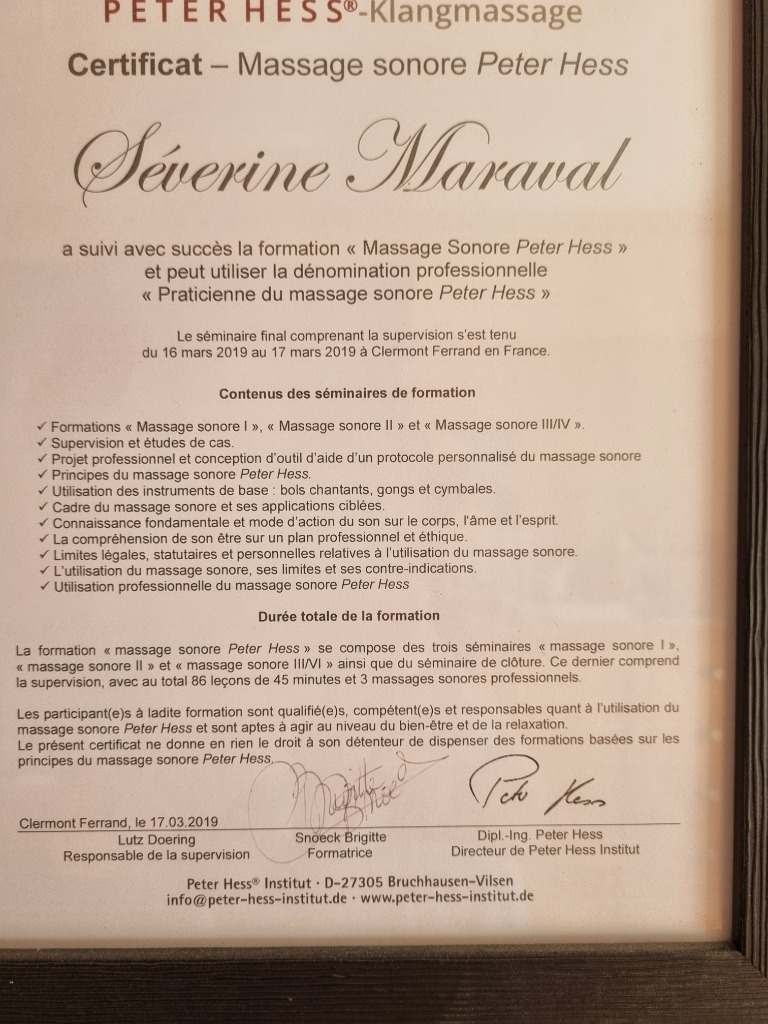 PETER HESS®-Klangmassage
Certificat – Massage sonore Peter Hess
Séverine Maraval
a suivi avec succès la formation « Massage Sonore Peter Hess »
et peut utiliser la dénomination professionnelle
« Praticienne du massage sonore Peter Hess »
Le séminaire final comprenant la supervision s'est tenu
du 16 mars 2019 au 17 mars 2019 à Clermont Ferrand en France.
Contenus des séminaires de formation
✓ Formations « Massage sonore I », « Massage sonore II » et « Massage sonore III/IV ».
✓ Supervision et études de cas.
✓ Projet professionnel et conception d'outil d'aide d'un protocole personnalisé du massage sonore
✓ Principes du massage sonore Peter Hess.
✓ Utilisation des instruments de base : bols chantants, gongs et cymbales.
✓ Cadre du massage sonore et ses applications ciblées.
✓ Connaissance fondamentale et mode d'action du son sur le corps, l'âme et l'esprit.
✓ La compréhension de son être sur un plan professionnel et éthique.
✓ Limites légales, statutaires et personnelles relatives à l'utilisation du massage sonore.
✓ L'utilisation du massage sonore, ses limites et ses contre-indications.
✓ Utilisation professionnelle du massage sonore Peter Hess
Durée totale de la formation
La formation « massage sonore Peter Hess » se compose des trois séminaires « massage sonore I »,
« massage sonore II » et « massage sonore III/VI » ainsi que du séminaire de clôture. Ce dernier comprend
la supervision, avec au total 86 leçons de 45 minutes et 3 massages sonores professionnels.
Les participant(e)s à ladite formation sont qualifié(e)s, compétent(e)s et responsables quant à l'utilisation du
massage sonore Peter Hess et sont aptes à agir au niveau du bien-être et de la relaxation.
Le présent certificat ne donne en rien le droit à son détenteur de dispenser des formations basées sur les
principes du massage sonore Peter Hess.
Brigitte Peter Hess
Clermont Ferrand, le 17.03.2019
Lutz Doering Snoeck Brigitte Dipl.-Ing. Peter Hess
Responsable de la supervision Formatrice Directeur de Peter Hess Institut
Peter Hess® Institut · D-27305 Bruchhausen-Vilsen
info@peter-hess-institut.de · www.peter-hess-institut.de